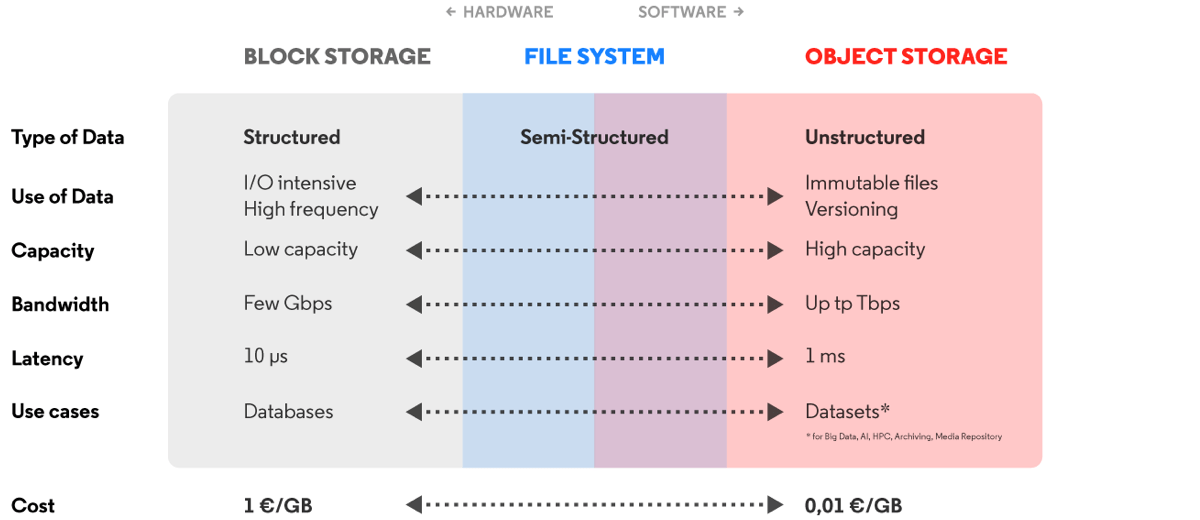 ← HARDWARE SOFTWARE →
BLOCK STORAGE FILE SYSTEM OBJECT STORAGE
Type of Data Structured Semi-Structured Unstructured
Use of Data I/O intensive Immutable files
High frequency Versioning
Capacity Low capacity High capacity
Bandwidth Few Gbps Up tp Tbps
Latency 10 µs 1 ms
Use cases Databases Datasets*
* for Big Data, AI, HPC, Archiving, Media Repository
Cost 1 €/GB 0,01 €/GB